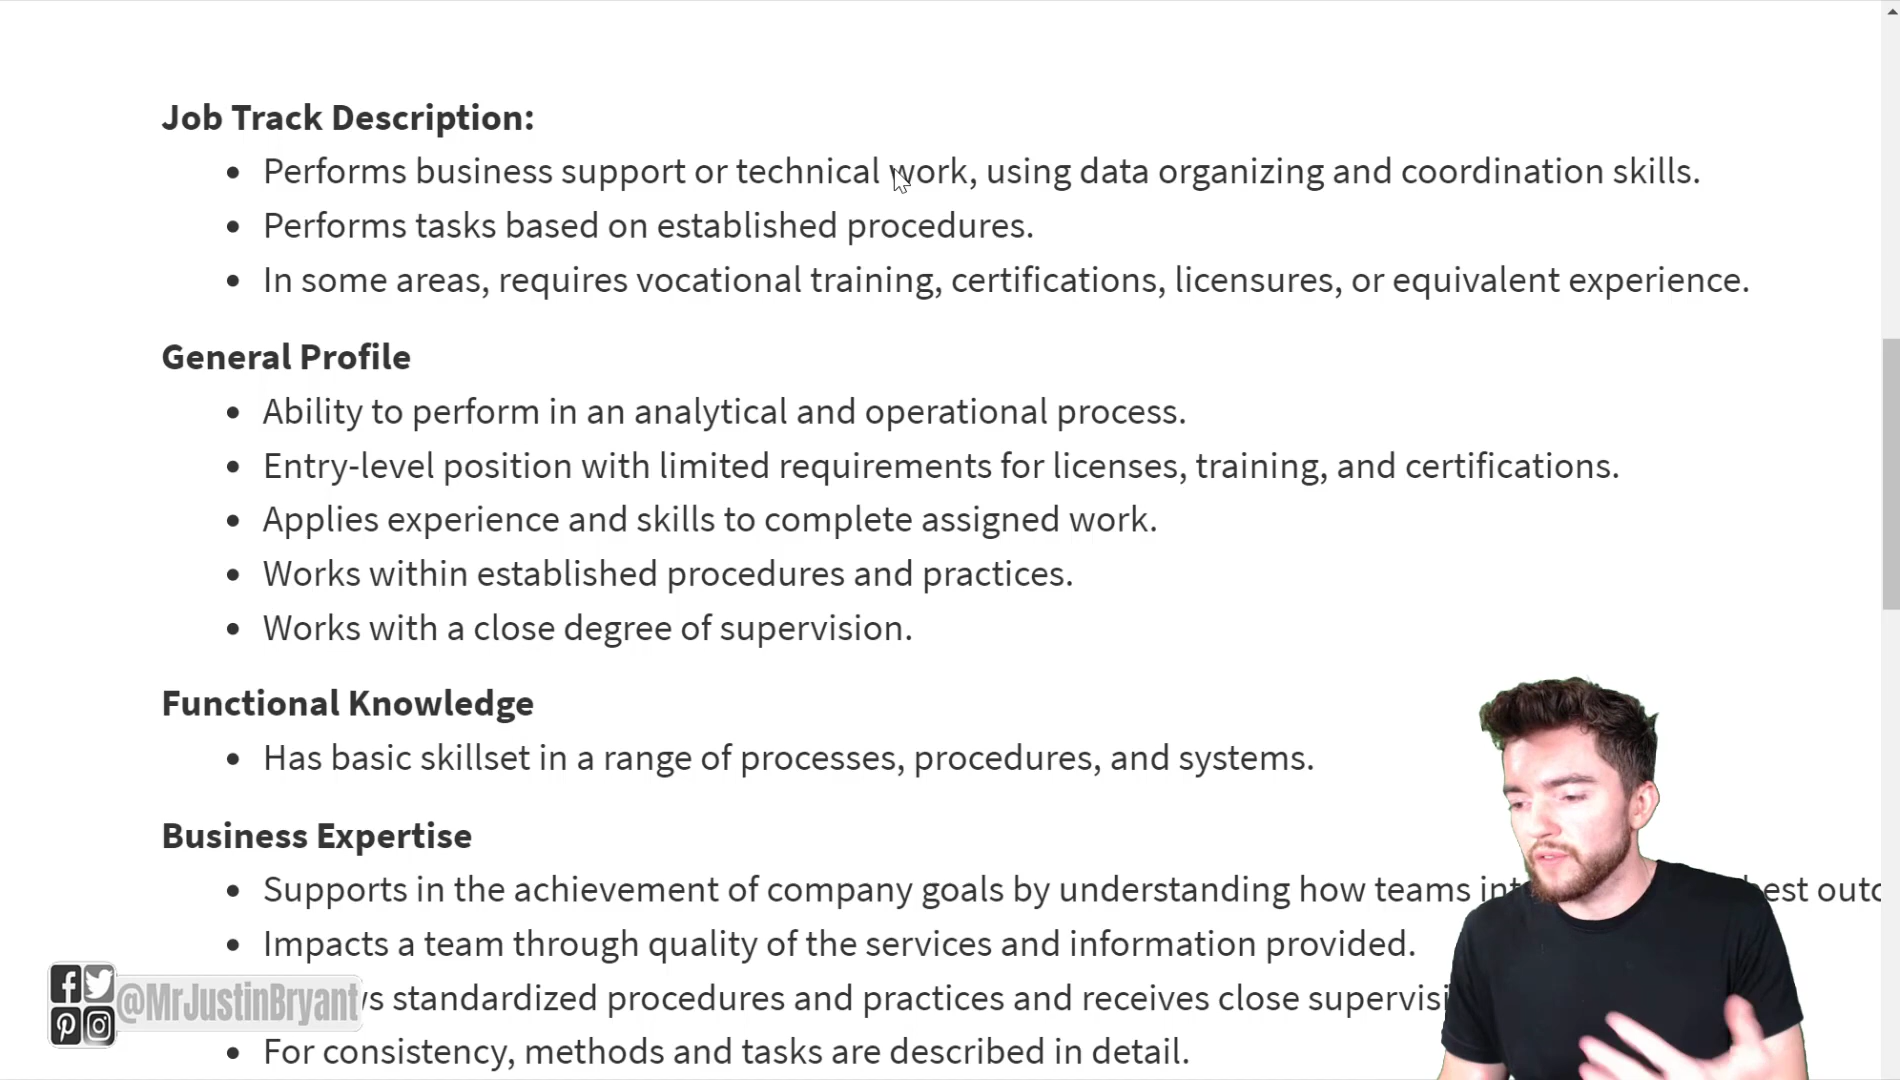 Job Track Description:
• Performs business support or technical work, using data organizing and coordination skills.
• Performs tasks based on established procedures.
• In some areas, requires vocational training, certifications, licensures, or equivalent experience.
General Profile
• Ability to perform in an analytical and operational process.
• Entry-level position with limited requirements for licenses, training, and certifications.
• Applies experience and skills to complete assigned work.
• Works within established procedures and practices.
• Works with a close degree of supervision.
Functional Knowledge
• Has basic skillset in a range of processes, procedures, and systems.
Business Expertise
• Supports in the achievement of company goals by understanding how teams
• Impacts a team through quality of the services and information provided.
standardized procedures and practices and receives close
• For consistency, methods and tasks are described in detail.
@MrJustinBryant